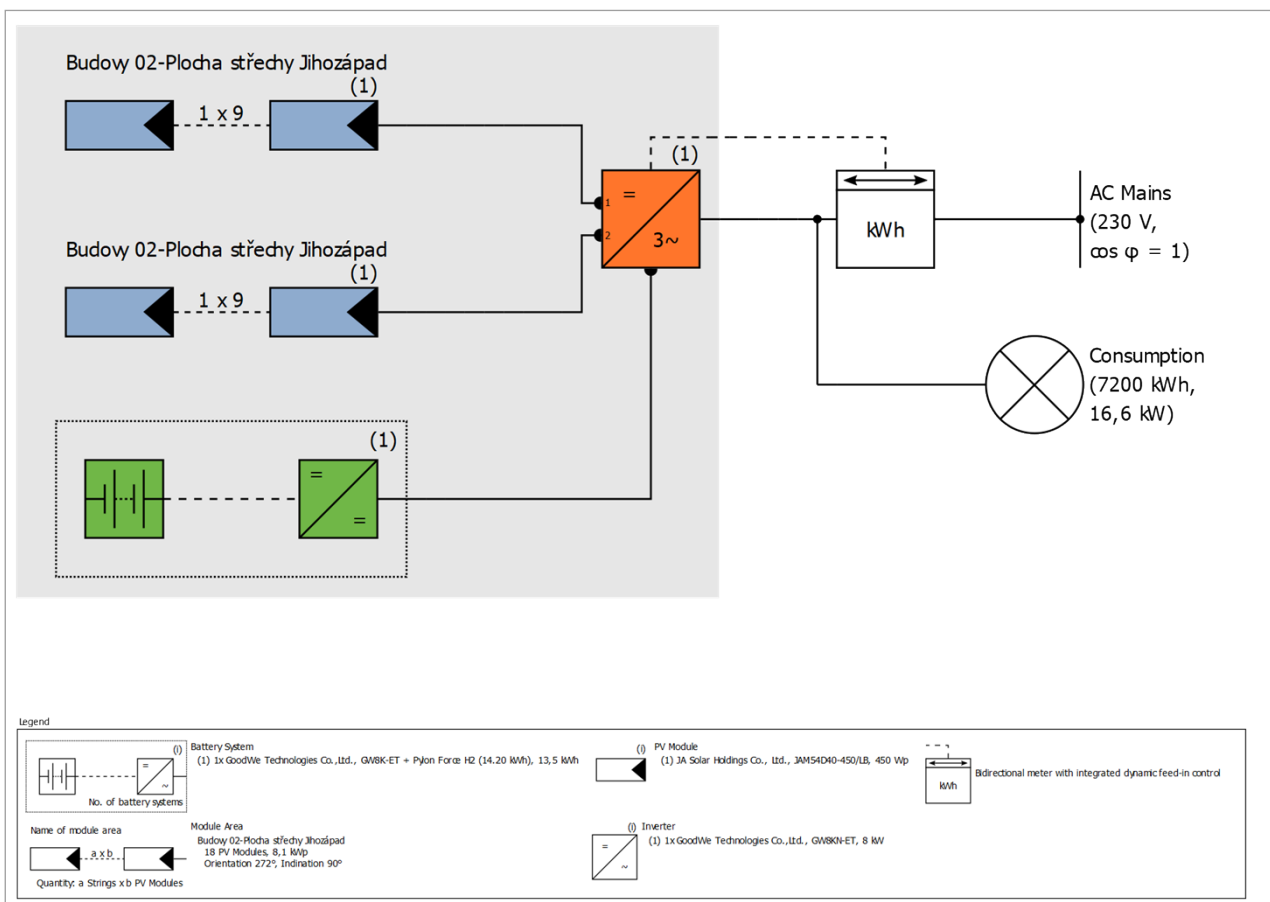 Budowy 02-Plocha střechy Jihozápad
(1)
1 x 9
(1)
1
2
=
3~
kWh
AC Mains
(230 V,
cos φ = 1)
Budowy 02-Plocha střechy Jihozápad
(1)
1 x 9
Consumption
(7200 kWh,
16,6 kW)
(1)
=
=
Legend
(i)
=
~
No. of battery systems
Battery System
(1) 1x GoodWe Technologies Co.,Ltd., GW8K-ET + Pylon Force H2 (14.20 kWh), 13,5 kWh
(i) PV Module
(1) JA Solar Holdings Co., Ltd., JAM54D40-450/LB, 450 Wp
kWh
Bidirectional meter with integrated dynamic feed-in control
Name of module area
a x b
Quantity: a Strings x b PV Modules
Module Area
Budowy 02-Plocha střechy Jihozápad
18 PV Modules, 8,1 kWp
Orientation 272°, Inclination 90°
(i) Inverter
=
~
(1) 1x GoodWe Technologies Co.,Ltd., GW8KN-ET, 8 kW